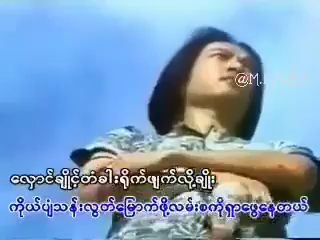 @M
လှောင်ချိုင့်တံခါးရိုက်ဖျက်လို့မျိုး
ကိုယ်ပျံသန်းလွတ်မြောက်ဖို့လမ်းစကိုရှာဖွေနေတယ်